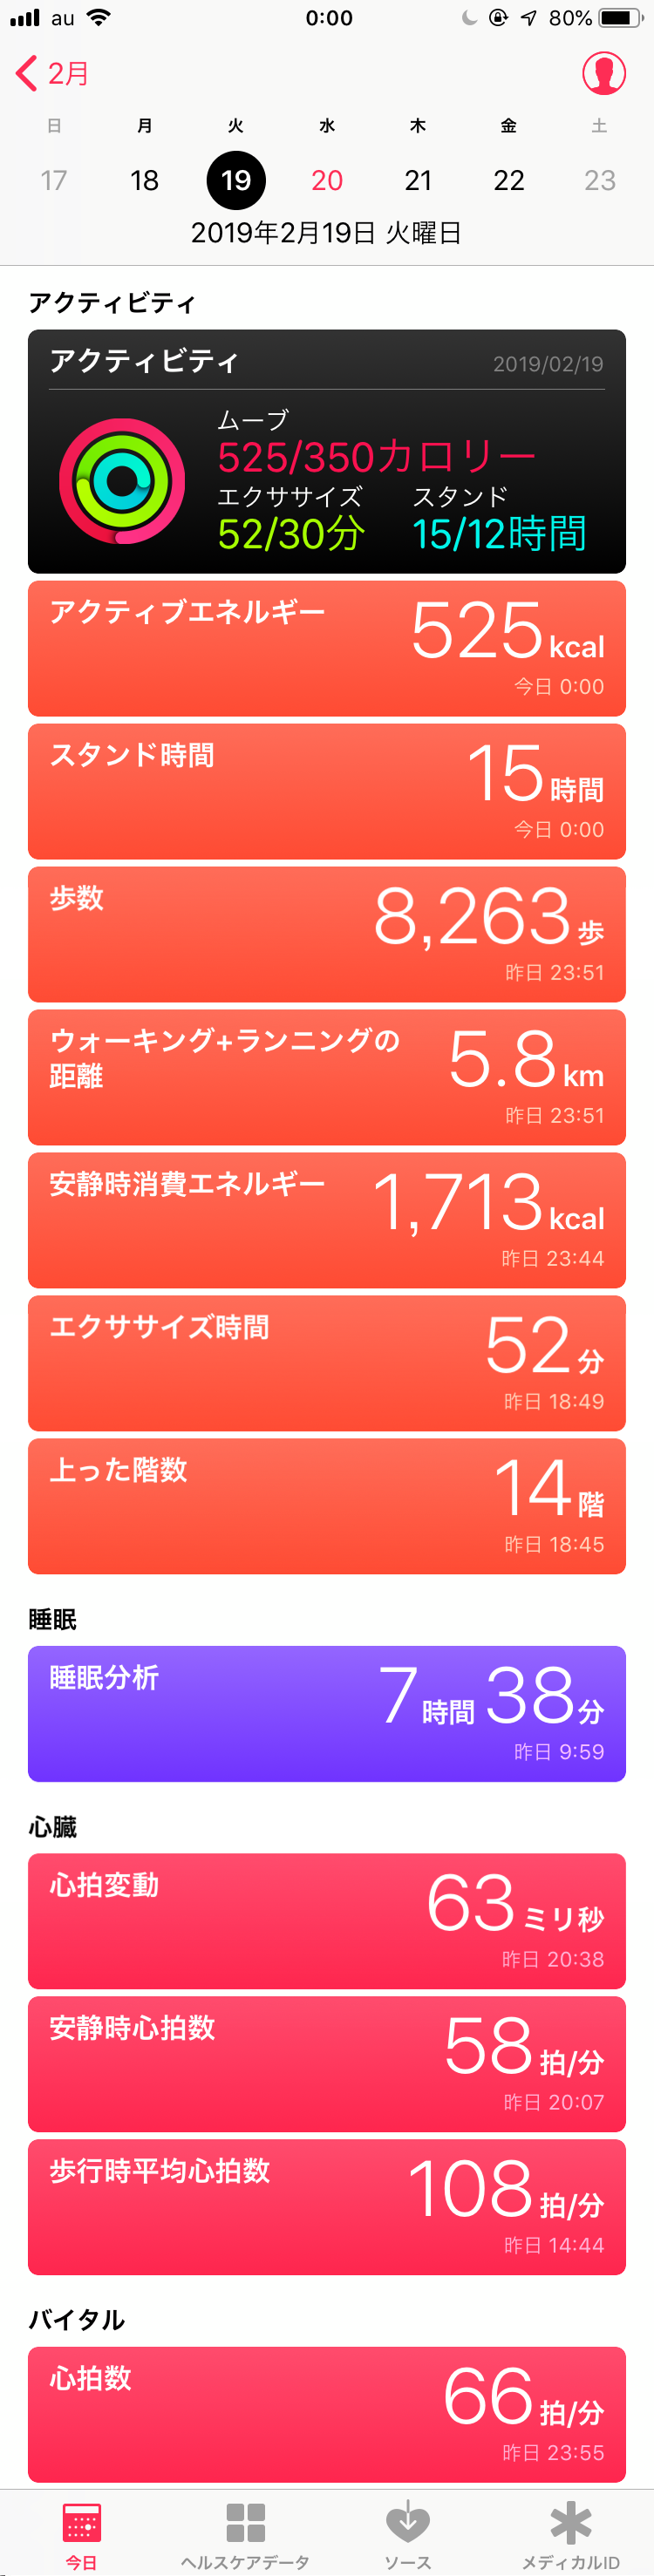 au 0:00 80%
2月
日 月 火 水 木 金 土
17 18 19 20 21 22 23
2019年2月19日 火曜日
アクティビティ
アクティビティ 2019/02/19
ムーブ
525/350カロリー
エクササイズ スタンド
52/30分 15/12時間
アクティブエネルギー 525 kcal
今日 0:00
スタンド時間 15 時間
今日 0:00
歩数 8,263 歩
昨日 23:51
ウォーキング+ランニングの
距離 5.8 km
昨日 23:51
安静時消費エネルギー 1,713 kcal
昨日 23:44
エクササイズ時間 52 分
昨日 18:49
上った階数 14 階
昨日 18:45
睡眠
睡眠分析 7 時間 38 分
昨日 9:59
心臓
心拍変動 63 ミリ秒
昨日 20:38
安静時心拍数 58 拍/分
昨日 20:07
歩行時平均心拍数 108 拍/分
昨日 14:44
バイタル
心拍数 66 拍/分
昨日 23:55
今日 ヘルスケアデータ ソース メディカルID